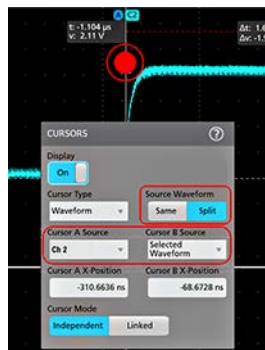 A C2
t: -1.104 µs
v: 2.11 V
Δt: 1.
Δv: -1.
CURSORS ?
Display
On
Cursor Type Source Waveform
Waveform Same Split
Cursor A Source Cursor B Source
Ch 2 Selected Waveform
Cursor A X-Position Cursor B X-Position
-310.6636 ns -68.6728 ns
Cursor Mode
Independent Linked